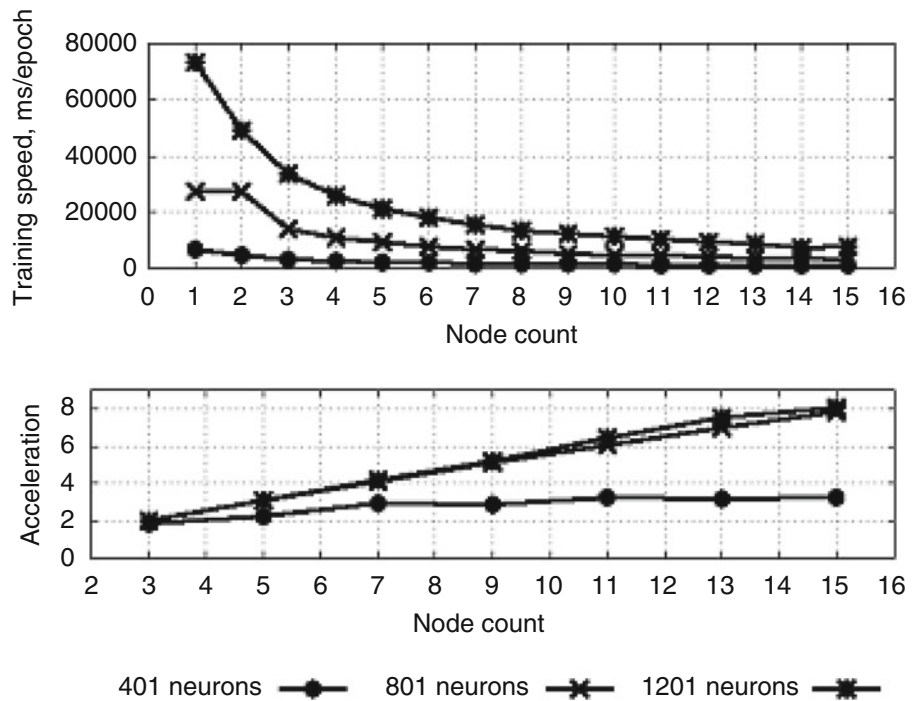 Training speed, ms/epoch
80000
60000
40000
20000
0
0 1 2 3 4 5 6 7 8 9 10 11 12 13 14 15 16
Node count
Acceleration
8
6
4
2
0
2 3 4 5 6 7 8 9 10 11 12 13 14 15 16
Node count
401 neurons 801 neurons 1201 neurons